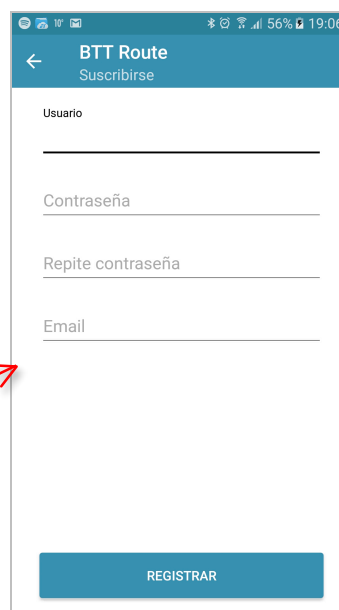 10° 56% 19:06
BTT Route
Suscribirse
Usuario
Contraseña
Repite contraseña
Email
REGISTRAR